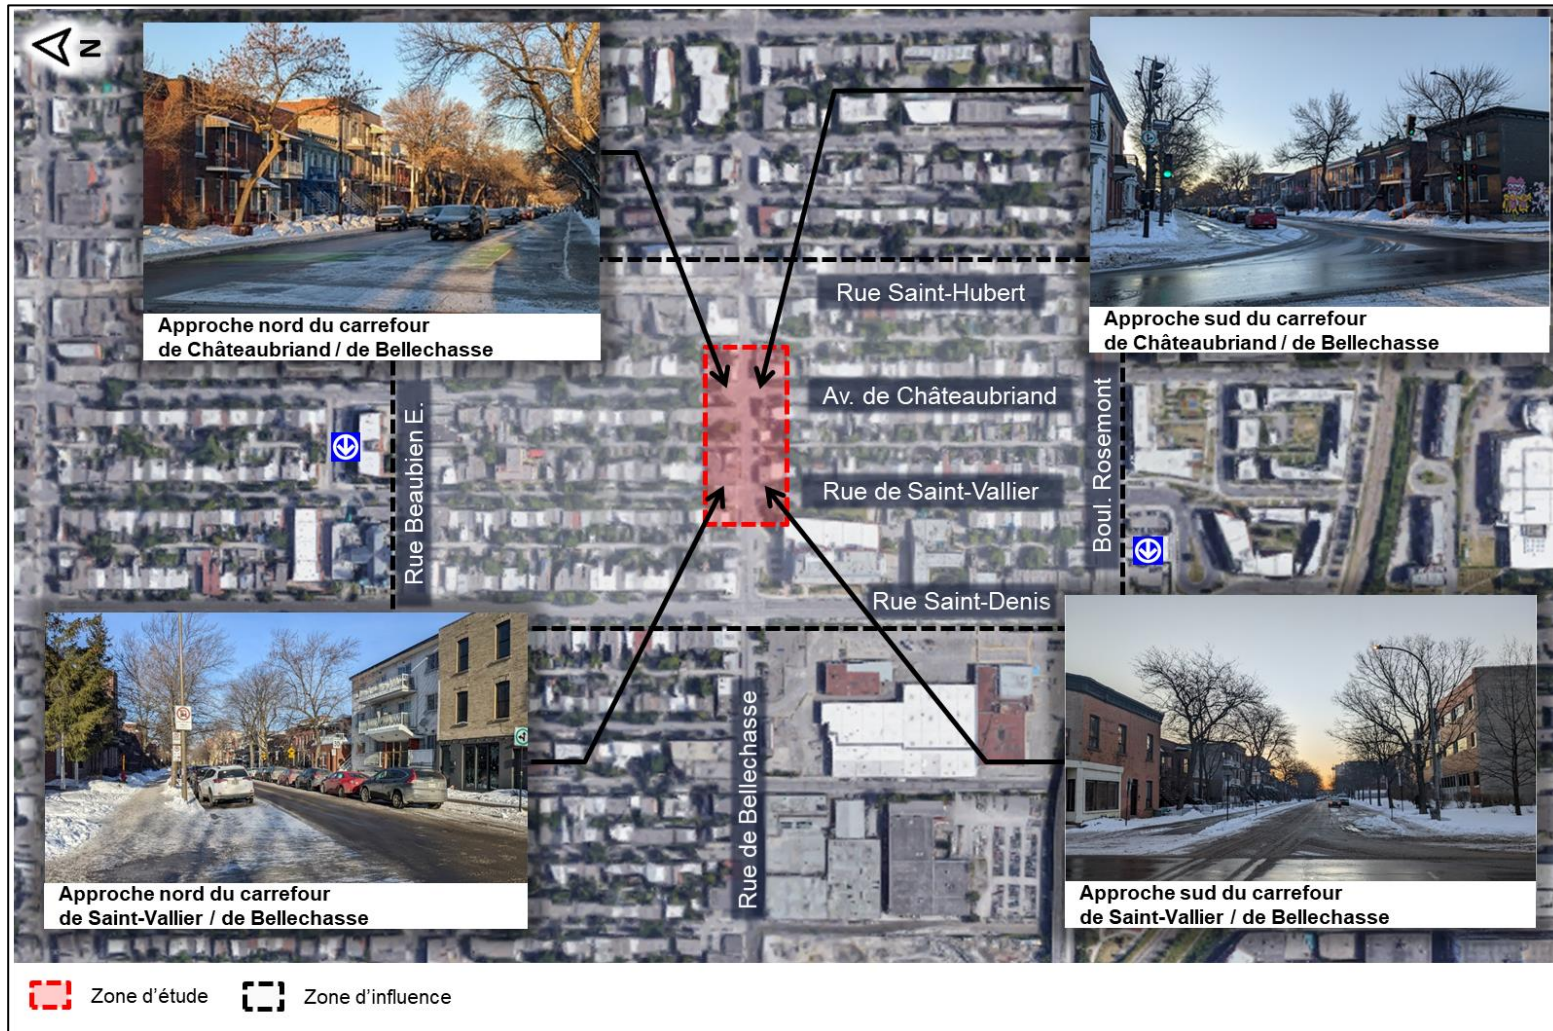 N
Approche nord du carrefour
de Châteaubriand / de Bellechasse
Approche sud du carrefour
de Châteaubriand / de Bellechasse
Rue Saint-Hubert
Av. de Châteaubriand
Rue de Saint-Vallier
Rue Saint-Denis
Rue Beaubien E.
Boul. Rosemont
Rue de Bellechasse
Approche nord du carrefour
de Saint-Vallier / de Bellechasse
Approche sud du carrefour
de Saint-Vallier / de Bellechasse
Zone d'étude
Zone d'influence